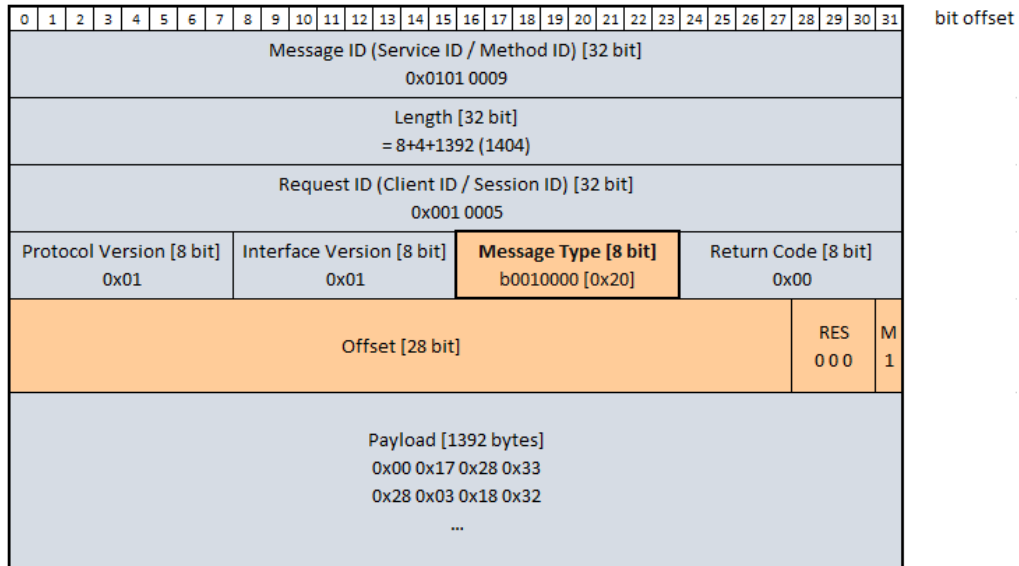 0 1 2 3 4 5 6 7 8 9 10 11 12 13 14 15 16 17 18 19 20 21 22 23 24 25 26 27 28 29 30 31 bit offset
Message ID (Service ID / Method ID) [32 bit]
0x0101 0009
Length [32 bit]
= 8+4+1392 (1404)
Request ID (Client ID / Session ID) [32 bit]
0x001 0005
Protocol Version [8 bit] Interface Version [8 bit] Message Type [8 bit] Return Code [8 bit]
0x01 0x01 b0010000 [0x20] 0x00
Offset [28 bit] RES M
0 0 0 1
Payload [1392 bytes]
0x00 0x17 0x28 0x33
0x28 0x03 0x18 0x32
...